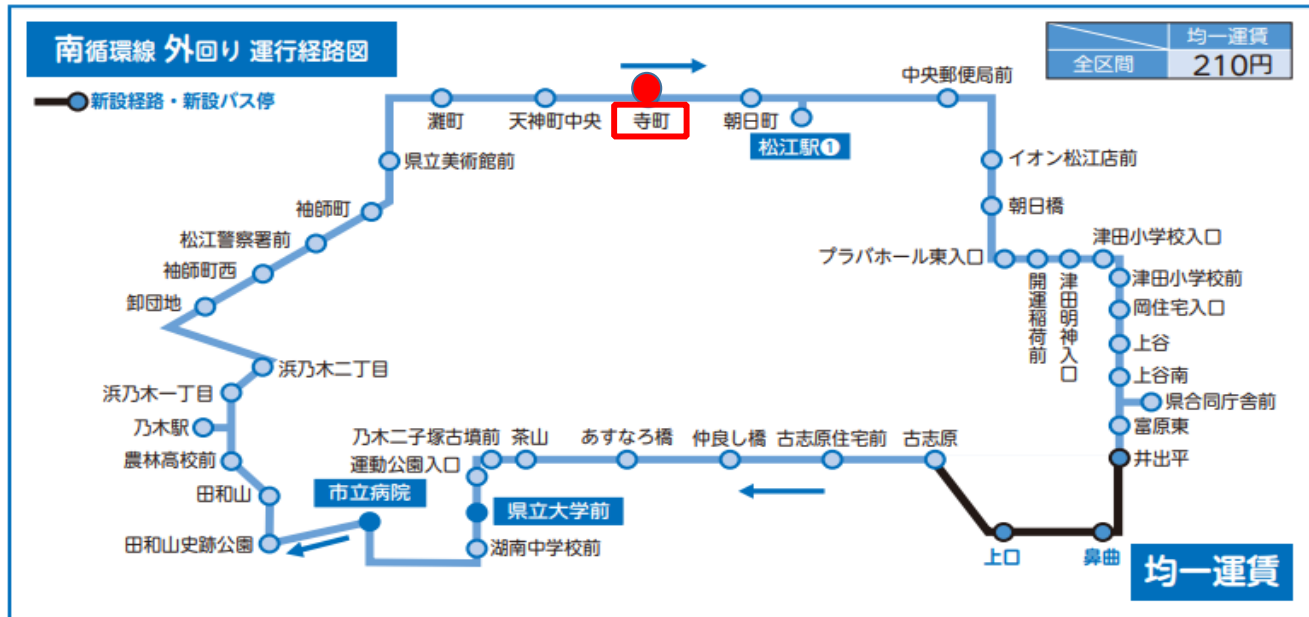 南循環線 外回り 運行経路図
均一運賃
全区間 210円
新設経路・新設バス停
灘町
天神町中央
寺町
朝日町
松江駅❶
中央郵便局前
イオン松江店前
朝日橋
プラバホール東入口
開運稲荷前
津田明神入口
津田小学校入口
津田小学校前
岡住宅入口
上谷
上谷南
県合同庁舎前
富原東
井出平
鼻曲
上口
古志原
古志原住宅前
仲良し橋
あすなろ橋
茶山
乃木二子塚古墳前
運動公園入口
県立大学前
湖南中学校前
市立病院
田和山史跡公園
田和山
農林高校前
乃木駅
浜乃木一丁目
浜乃木二丁目
卸団地
袖師町西
松江警察署前
袖師町
県立美術館前
均一運賃